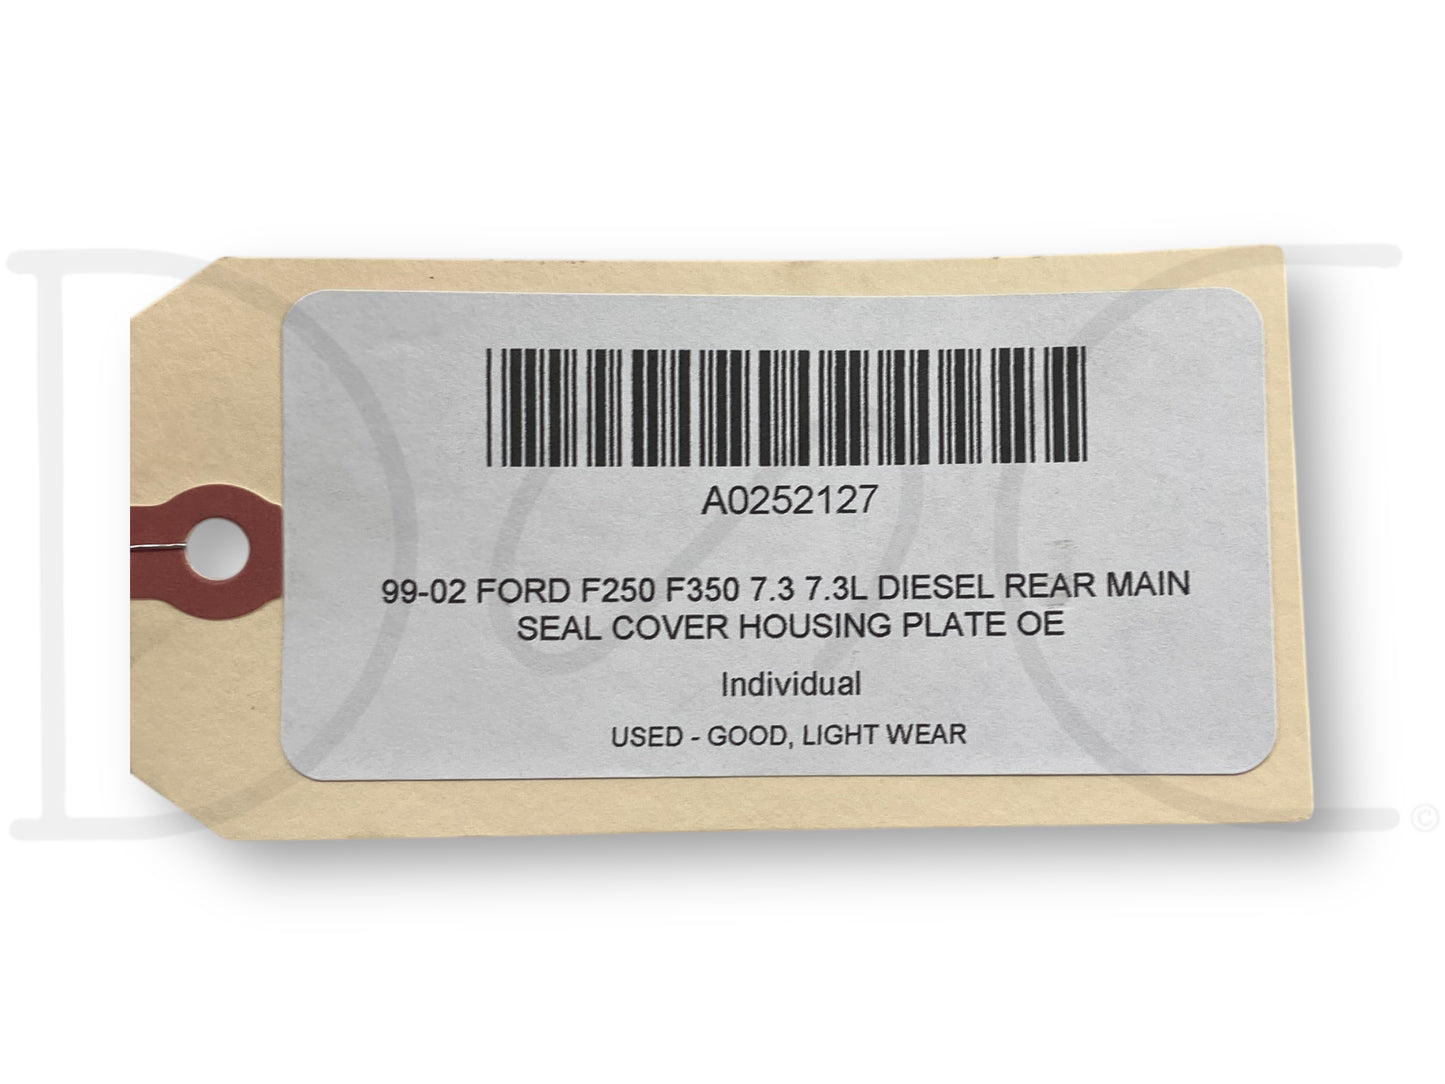 A0252127
99-02 FORD F250 F350 7.3 7.3L DIESEL REAR MAIN
SEAL COVER HOUSING PLATE OE
Individual
USED - GOOD, LIGHT WEAR
©